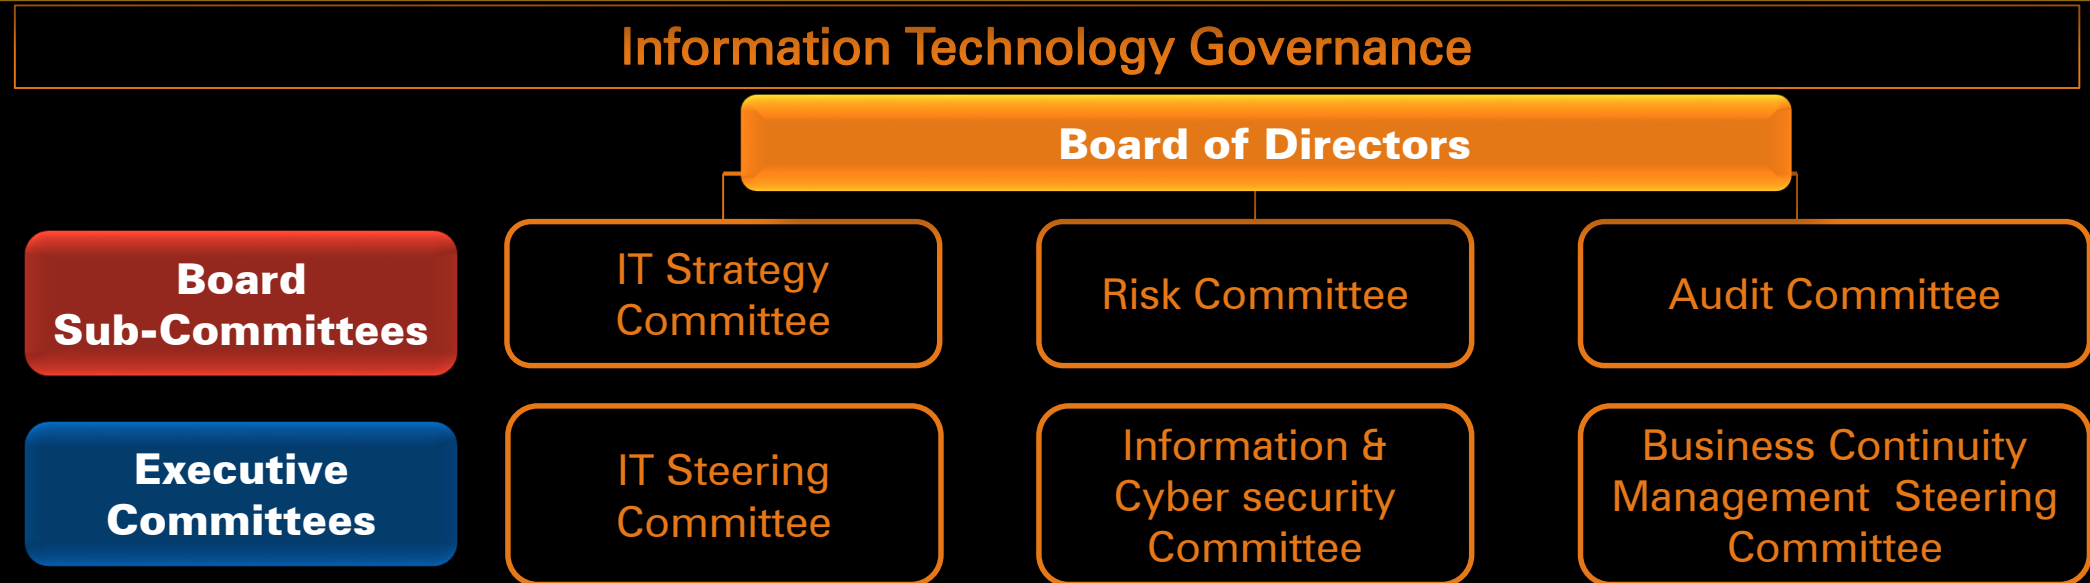 Information Technology Governance
Board of Directors
Board
Sub-Committees
IT Strategy
Committee
Risk Committee
Audit Committee
Executive
Committees
IT Steering
Committee
Information &
Cyber security
Committee
Business Continuity
Management  Steering
Committee